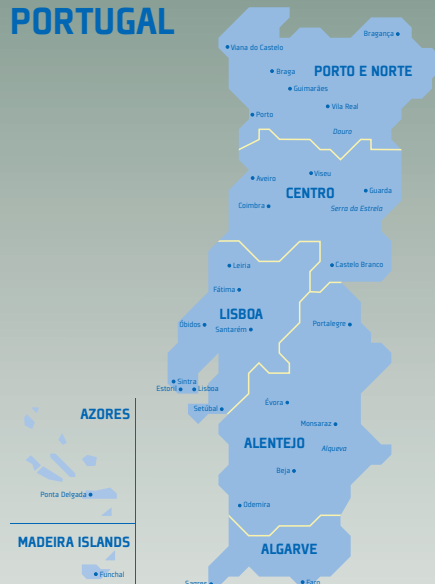 PORTUGAL
Bragança
Viana do Castelo
Braga
PORTO E NORTE
Guimarães
Vila Real
Porto
Douro
Viseu
Aveiro
CENTRO
Guarda
Coimbra
Serra da Estrela
Leiria
Castelo Branco
Fátima
LISBOA
Óbidos
Santarém
Portalegre
Sintra
Estoril
Lisboa
Setúbal
Évora
AZORES
Monsaraz
ALENTEJO
Alqueva
Beja
Ponta Delgada
Odemira
MADEIRA ISLANDS
ALGARVE
Funchal
Sagres
Faro